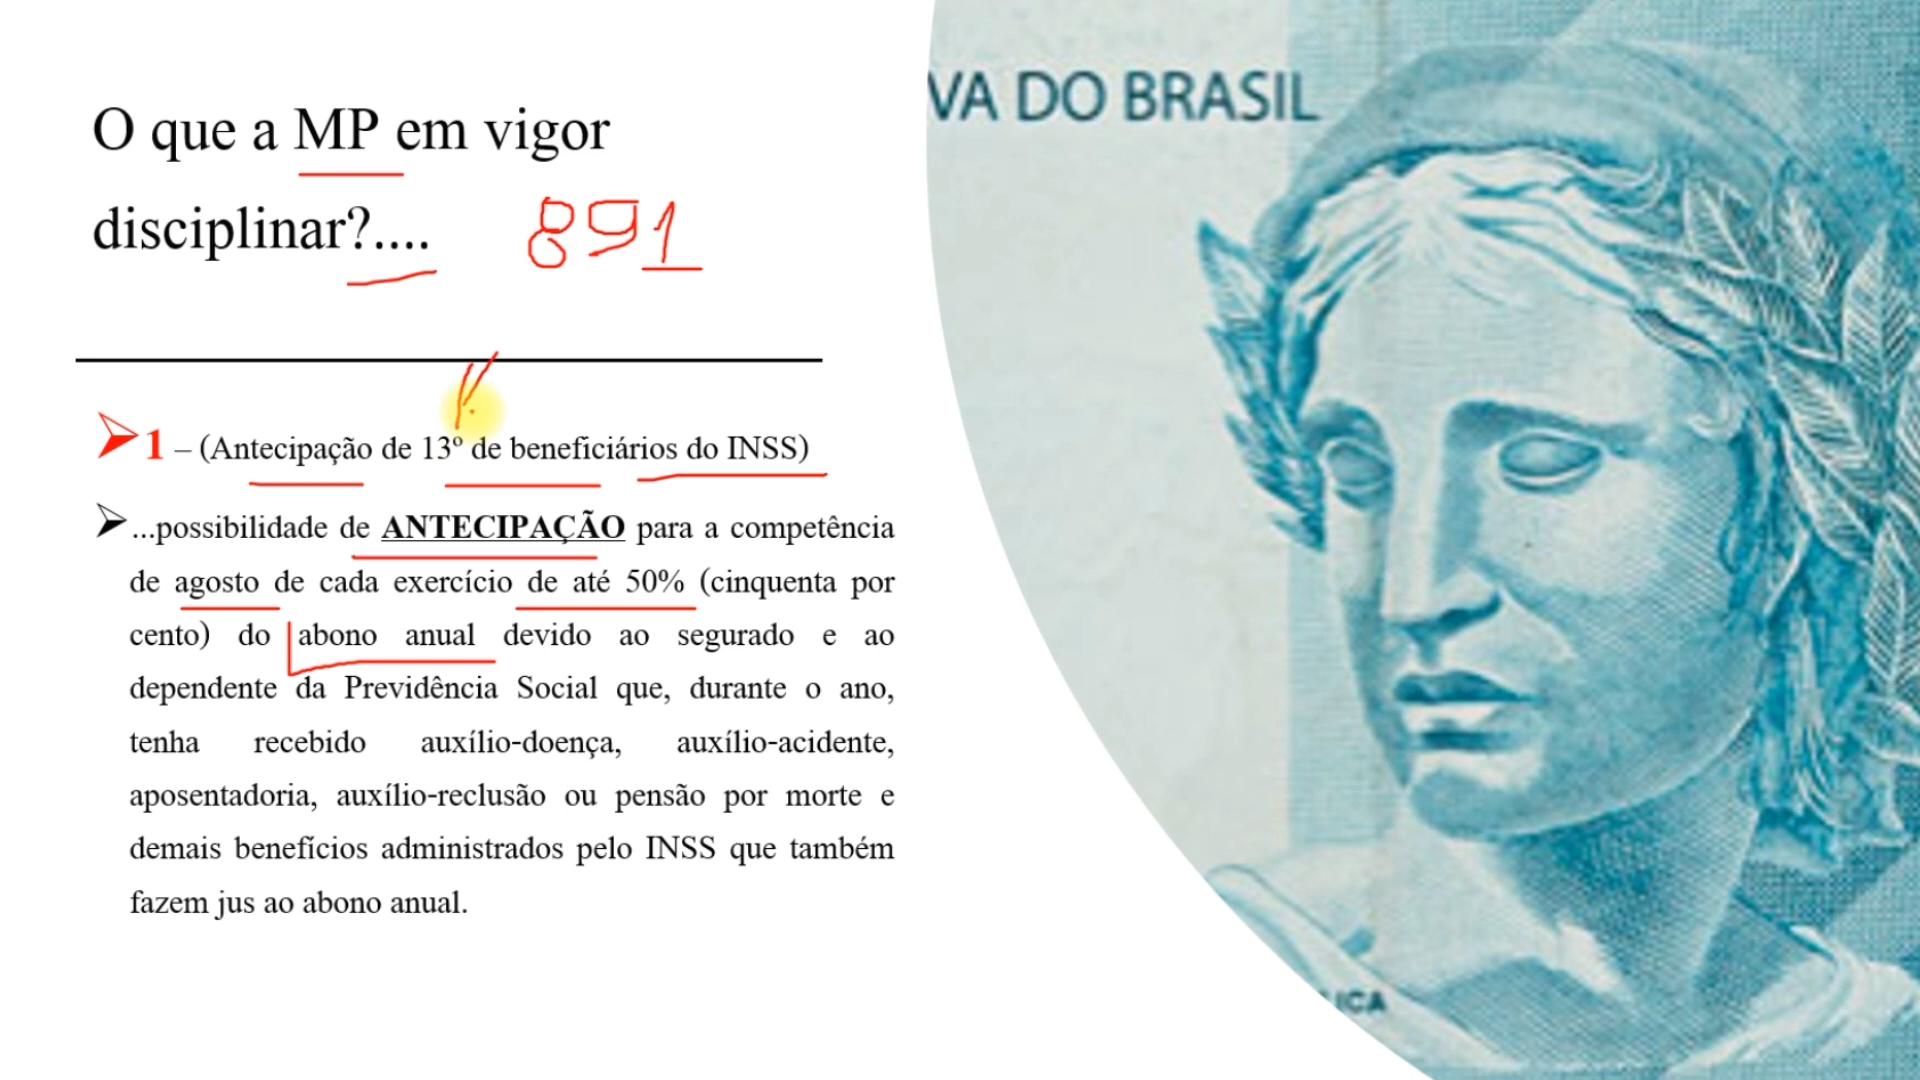 O que a MP em vigor
disciplinar?....
891
1 – (Antecipação de 13º de beneficiários do INSS)
...possibilidade de ANTECIPAÇÃO para a competência
de agosto de cada exercício de até 50% (cinquenta por
cento) do abono anual devido ao segurado e ao
dependente da Previdência Social que, durante o ano,
tenha recebido auxílio-doença, auxílio-acidente,
aposentadoria, auxílio-reclusão ou pensão por morte e
demais benefícios administrados pelo INSS que também
fazem jus ao abono anual.
VA DO BRASIL
ICA